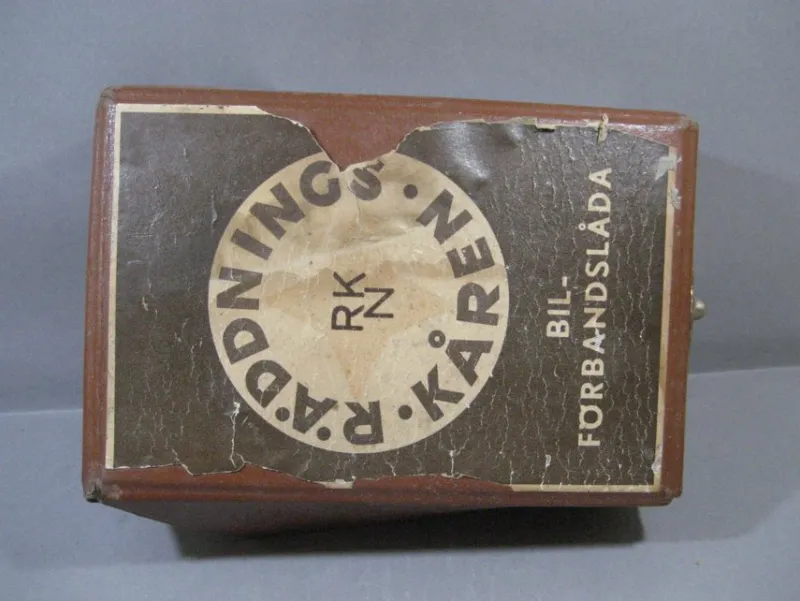 RÄDDNINGS·KÅREN·
RK
N
BIL-
FÖRBANDSLÅDA